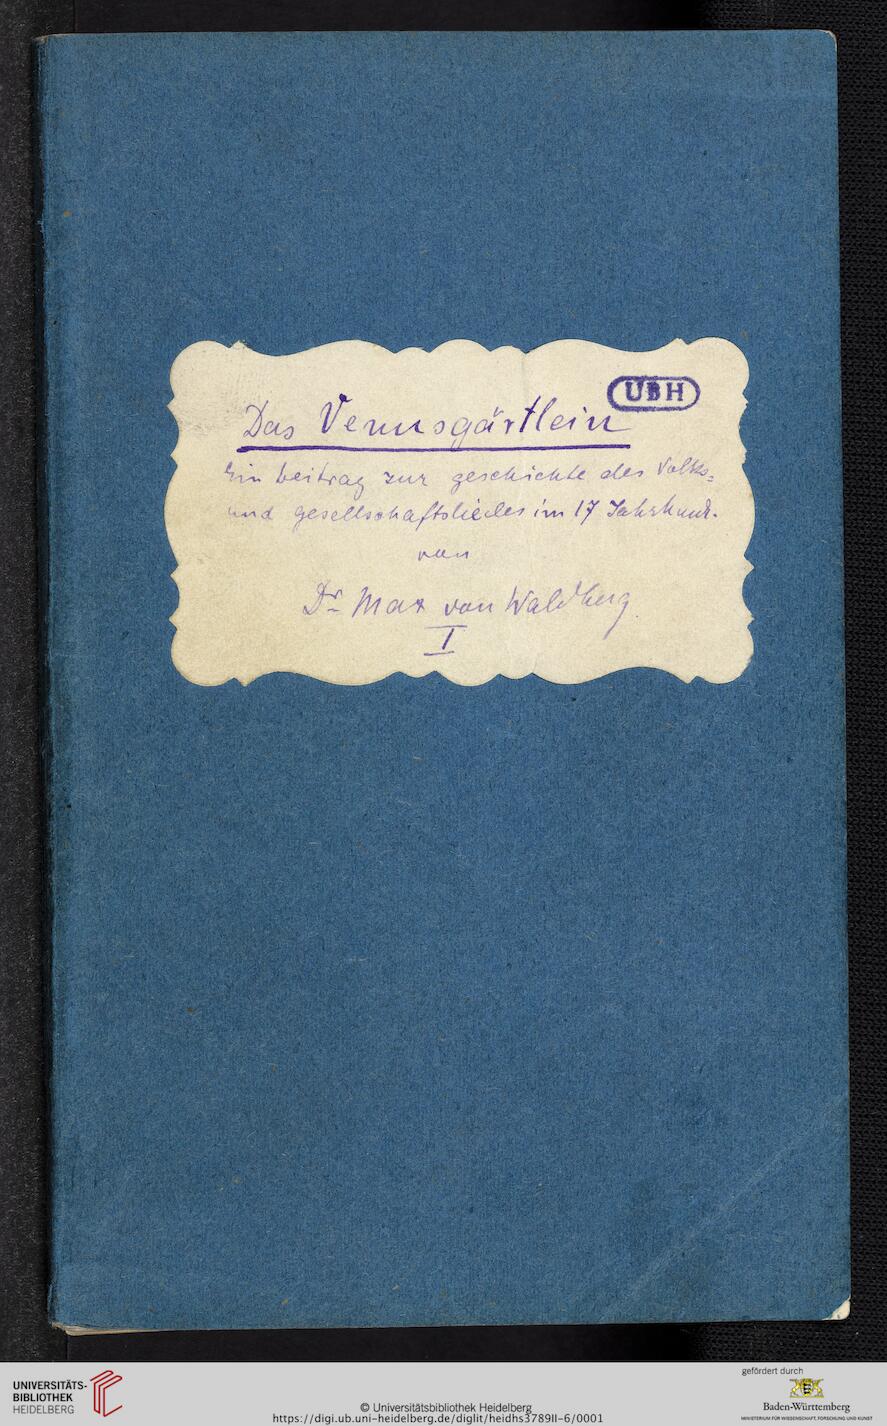 UBH
Das Venusgärtlein
Ein beitrag zur geschichte des Volks=
und gesellschaftsliedes im 17 Jahrhund.
von
Dr Max von Waldberg
I
gefördert durch
UNIVERSITÄTS-
BIBLIOTHEK
HEIDELBERG
Baden-Württemberg
MINISTERIUM FÜR WISSENSCHAFT, FORSCHUNG UND KUNST
© Universitätsbibliothek Heidelberg
https://digi.ub.uni-heidelberg.de/diglit/heidhs3789II-6/0001